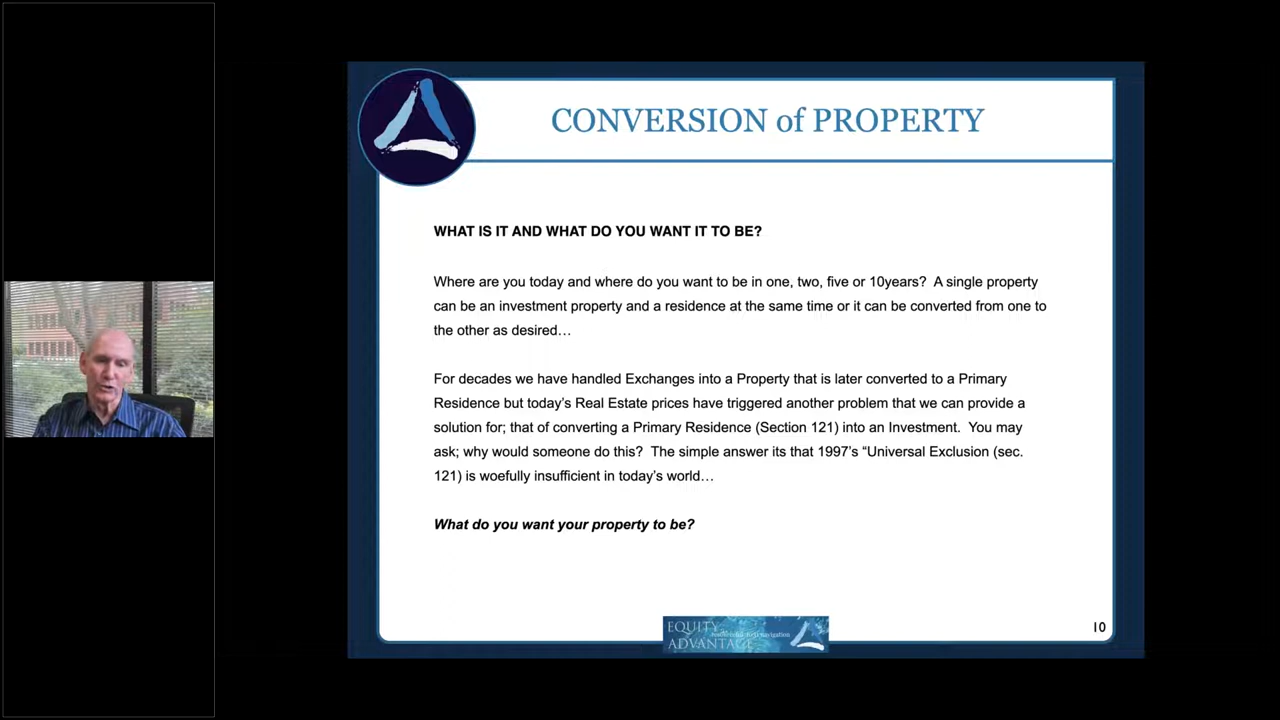 CONVERSION of PROPERTY
WHAT IS IT AND WHAT DO YOU WANT IT TO BE?
Where are you today and where do you want to be in one, two, five or 10years? A single property
can be an investment property and a residence at the same time or it can be converted from one to
the other as desired…
For decades we have handled Exchanges into a Property that is later converted to a Primary
Residence but today’s Real Estate prices have triggered another problem that we can provide a
solution for; that of converting a Primary Residence (Section 121) into an Investment. You may
ask; why would someone do this? The simple answer its that 1997’s “Universal Exclusion (sec.
121) is woefully insufficient in today’s world…
What do you want your property to be?
EQUITY
ADVANTAGE
10